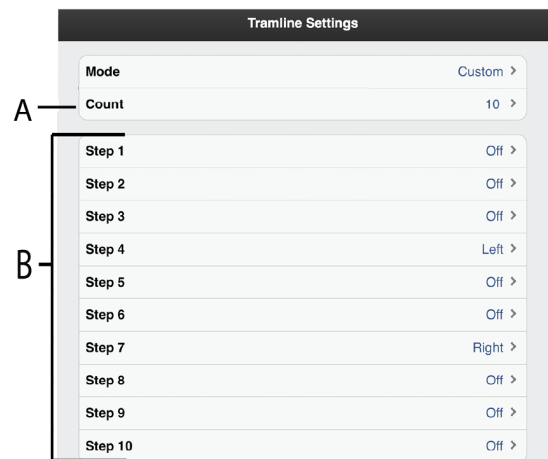 Tramline Settings
Mode Custom >
A Count 10 >
Step 1 Off >
Step 2 Off >
Step 3 Off >
B Step 4 Left >
Step 5 Off >
Step 6 Off >
Step 7 Right >
Step 8 Off >
Step 9 Off >
Step 10 Off >